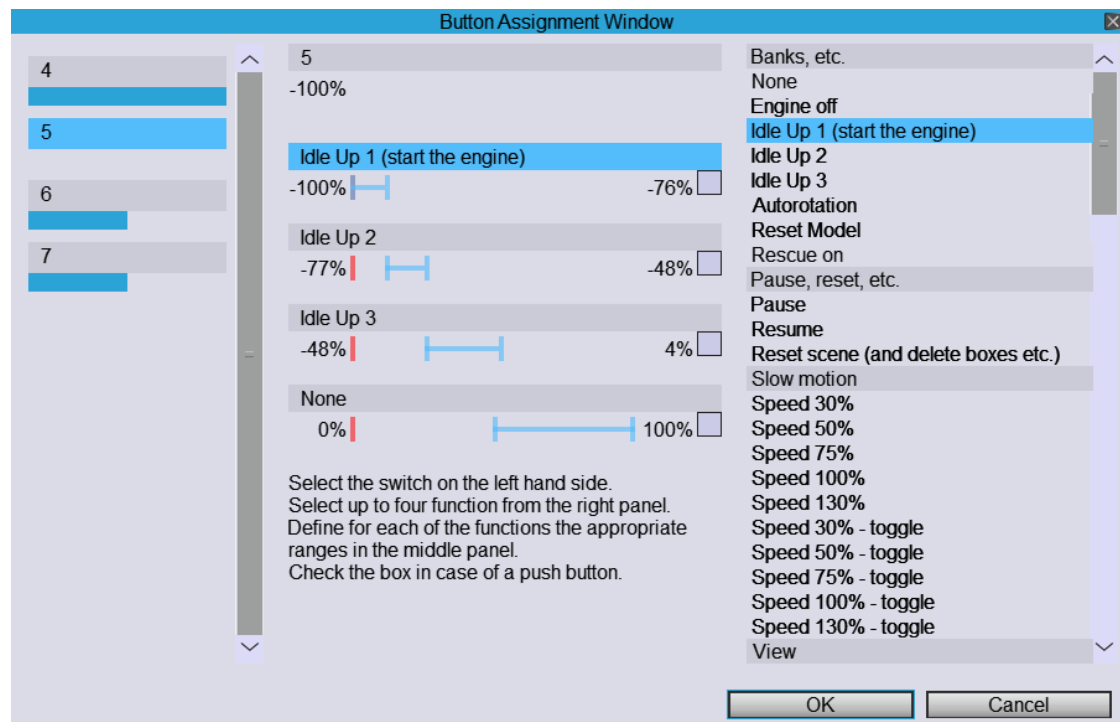 Button Assignment Window
4
5
6
7
5
-100%
Idle Up 1 (start the engine)
-100% -76%
Idle Up 2
-77% -48%
Idle Up 3
-48% 4%
None
0% 100%
Select the switch on the left hand side.
Select up to four function from the right panel.
Define for each of the functions the appropriate
ranges in the middle panel.
Check the box in case of a push button.
Banks, etc.
None
Engine off
Idle Up 1 (start the engine)
Idle Up 2
Idle Up 3
Autorotation
Reset Model
Rescue on
Pause, reset, etc.
Pause
Resume
Reset scene (and delete boxes etc.)
Slow motion
Speed 30%
Speed 50%
Speed 75%
Speed 100%
Speed 130%
Speed 30% - toggle
Speed 50% - toggle
Speed 75% - toggle
Speed 100% - toggle
Speed 130% - toggle
View
OK Cancel